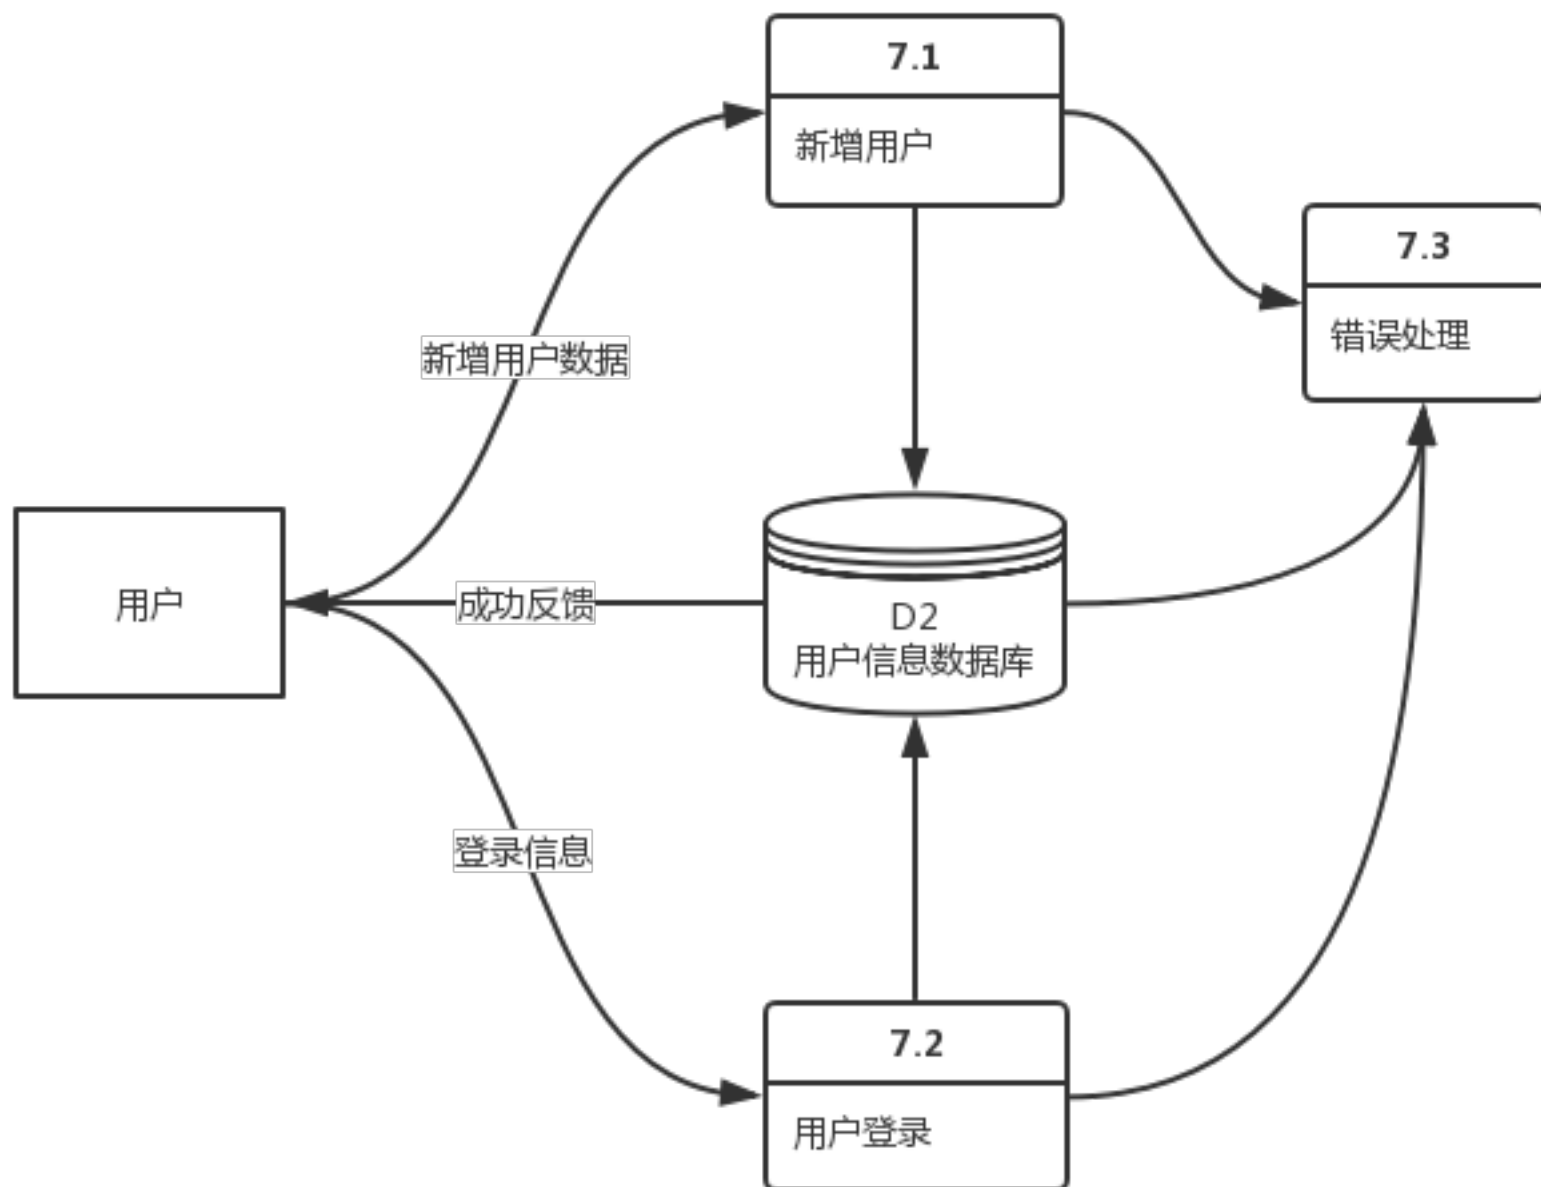 7.1
新增用户
7.3
错误处理
新增用户数据
用户
成功反馈
D2
用户信息数据库
登录信息
7.2
用户登录